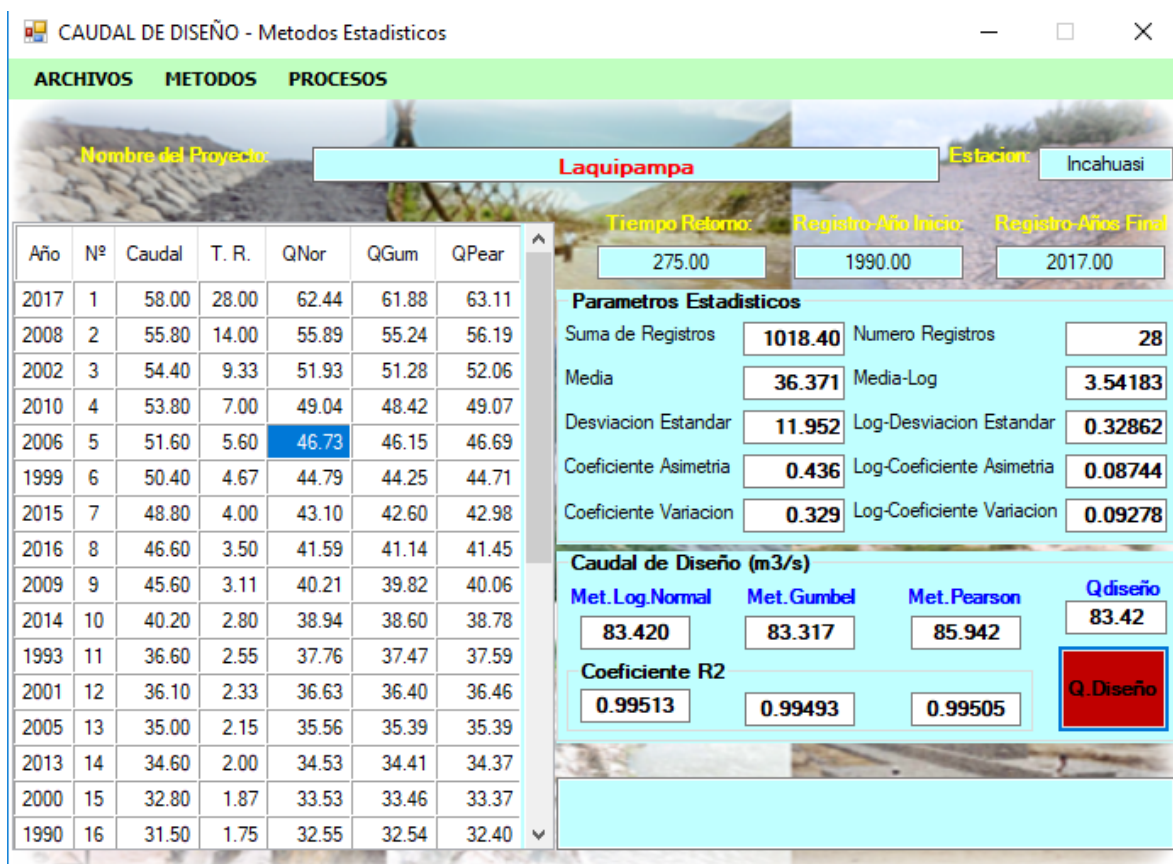 CAUDAL DE DISEÑO - Metodos Estadisticos
ARCHIVOS METODOS PROCESOS
Nombre del Proyecto: Laquipampa Estacion: Incahuasi
Tiempo Retorno: Registro-Año Inicio: Registro-Años Final
275.00 1990.00 2017.00
Año Nº Caudal T. R. QNor QGum QPear
2017 1 58.00 28.00 62.44 61.88 63.11
2008 2 55.80 14.00 55.89 55.24 56.19
2002 3 54.40 9.33 51.93 51.28 52.06
2010 4 53.80 7.00 49.04 48.42 49.07
2006 5 51.60 5.60 46.73 46.15 46.69
1999 6 50.40 4.67 44.79 44.25 44.71
2015 7 48.80 4.00 43.10 42.60 42.98
2016 8 46.60 3.50 41.59 41.14 41.45
2009 9 45.60 3.11 40.21 39.82 40.06
2014 10 40.20 2.80 38.94 38.60 38.78
1993 11 36.60 2.55 37.76 37.47 37.59
2001 12 36.10 2.33 36.63 36.40 36.46
2005 13 35.00 2.15 35.56 35.39 35.39
2013 14 34.60 2.00 34.53 34.41 34.37
2000 15 32.80 1.87 33.53 33.46 33.37
1990 16 31.50 1.75 32.55 32.54 32.40
Parametros Estadisticos
Suma de Registros 1018.40 Numero Registros 28
Media 36.371 Media-Log 3.54183
Desviacion Estandar 11.952 Log-Desviacion Estandar 0.32862
Coeficiente Asimetria 0.436 Log-Coeficiente Asimetria 0.08744
Coeficiente Variacion 0.329 Log-Coeficiente Variacion 0.09278
Caudal de Diseño (m3/s)
Met.Log.Normal Met.Gumbel Met.Pearson Qdiseño
83.420 83.317 85.942 83.42
Coeficiente R2
0.99513 0.99493 0.99505
Q.Diseño